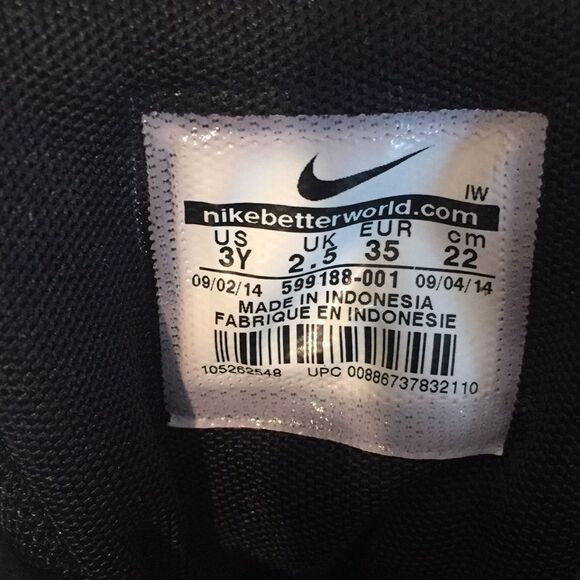 IW
nikebetterworld.com
US UK EUR cm
3Y 2.5 35 22
09/02/14 599188-001 09/04/14
MADE IN INDONESIA
FABRIQUE EN INDONESIE
105262548 UPC 00886737832110